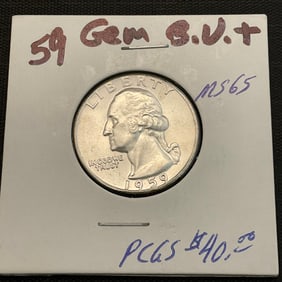 59 Gem B.U.+
MS65
LIBERTY
IN GOD WE
TRUST
1959
PCGS $40.00